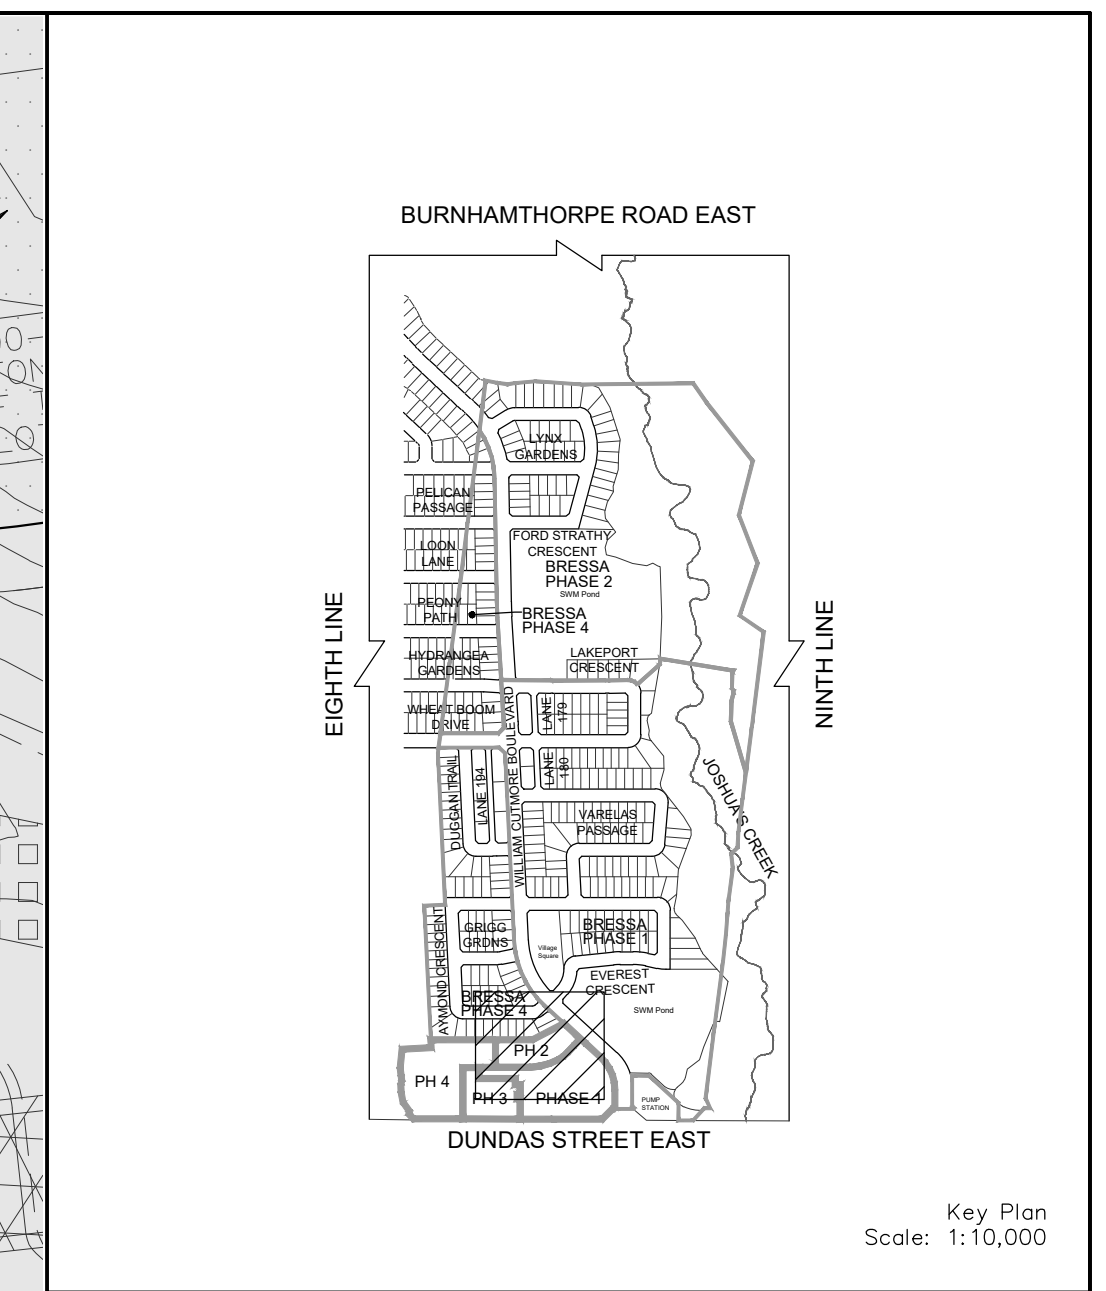 BURNHAMTHORPE ROAD EAST
LYNX
GARDENS
PELICAN
PASSAGE
FORD STRATHY
CRESCENT
LOON
LANE
BRESSA
PHASE 2
SWM Pond
PEONY
PATH
BRESSA
PHASE 4
EIGHTH LINE
NINTH LINE
HYDRANGEA
GARDENS
LAKEPORT
CRESCENT
WHEAT BOOM
DRIVE
WILLIAM CUTMORE BOULEVARD
LANE
179
LANE
180
DUGGAN TRAIL
LANE 194
JOSHUA'S CREEK
VARELAS
PASSAGE
AYMOND CRESCENT
GRIGG
GRDNS
Village
Square
BRESSA
PHASE 1
EVEREST
CRESCENT
BRESSA
PHASE 4
SWM Pond
PH 2
PH 4
PH 3
PHASE 1
PUMP
STATION
DUNDAS STREET EAST
Key Plan
Scale: 1:10,000